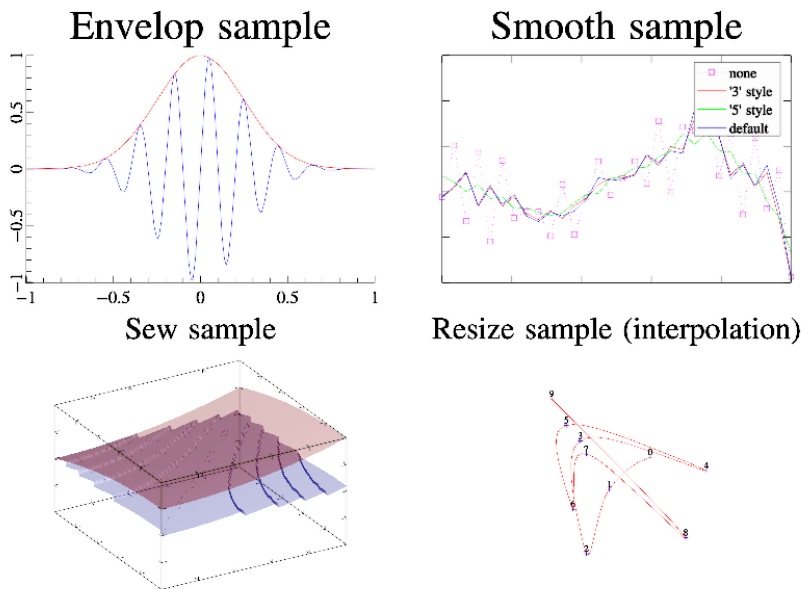 Envelop sample
Smooth sample
1
0.5
0
−0.5
−1
−1
−0.5
0
0.5
1
none
'3' style
'5' style
default
Sew sample
Resize sample (interpolation)
9
5
3
7
0
4
1
6
8
2